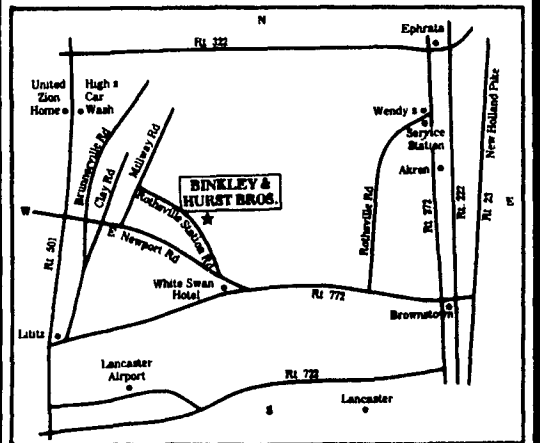 N
Ephrata
Rt 322
United
Zion
Home
High s
Car
Wash
Brunnerville Rd
Clay Rd
Millway Rd
New Holland Pike
Wendy s
Service
Station
Akron
BINKLEY &
HURST BROS.
Rothsville Station Rd
Rothsville Rd
Rt 272
Rt 222
Rt 23
E
W
Rt 501
Newport Rd
White Swan
Hotel
Rt 772
Brownstown
Lititz
Lancaster
Airport
Rt 722
S
Lancaster